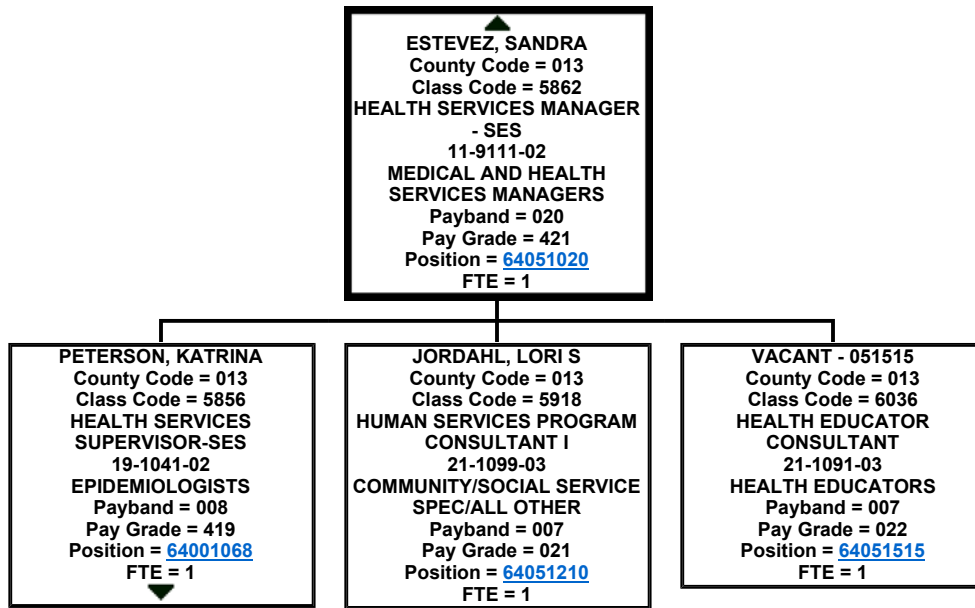 ESTEVEZ, SANDRA
County Code = 013
Class Code = 5862
HEALTH SERVICES MANAGER
- SES
11-9111-02
MEDICAL AND HEALTH
SERVICES MANAGERS
Payband = 020
Pay Grade = 421
Position = 64051020
FTE = 1
PETERSON, KATRINA
County Code = 013
Class Code = 5856
HEALTH SERVICES
SUPERVISOR-SES
19-1041-02
EPIDEMIOLOGISTS
Payband = 008
Pay Grade = 419
Position = 64001068
FTE = 1
JORDAHL, LORI S
County Code = 013
Class Code = 5918
HUMAN SERVICES PROGRAM
CONSULTANT I
21-1099-03
COMMUNITY/SOCIAL SERVICE
SPEC/ALL OTHER
Payband = 007
Pay Grade = 021
Position = 64051210
FTE = 1
VACANT - 051515
County Code = 013
Class Code = 6036
HEALTH EDUCATOR
CONSULTANT
21-1091-03
HEALTH EDUCATORS
Payband = 007
Pay Grade = 022
Position = 64051515
FTE = 1